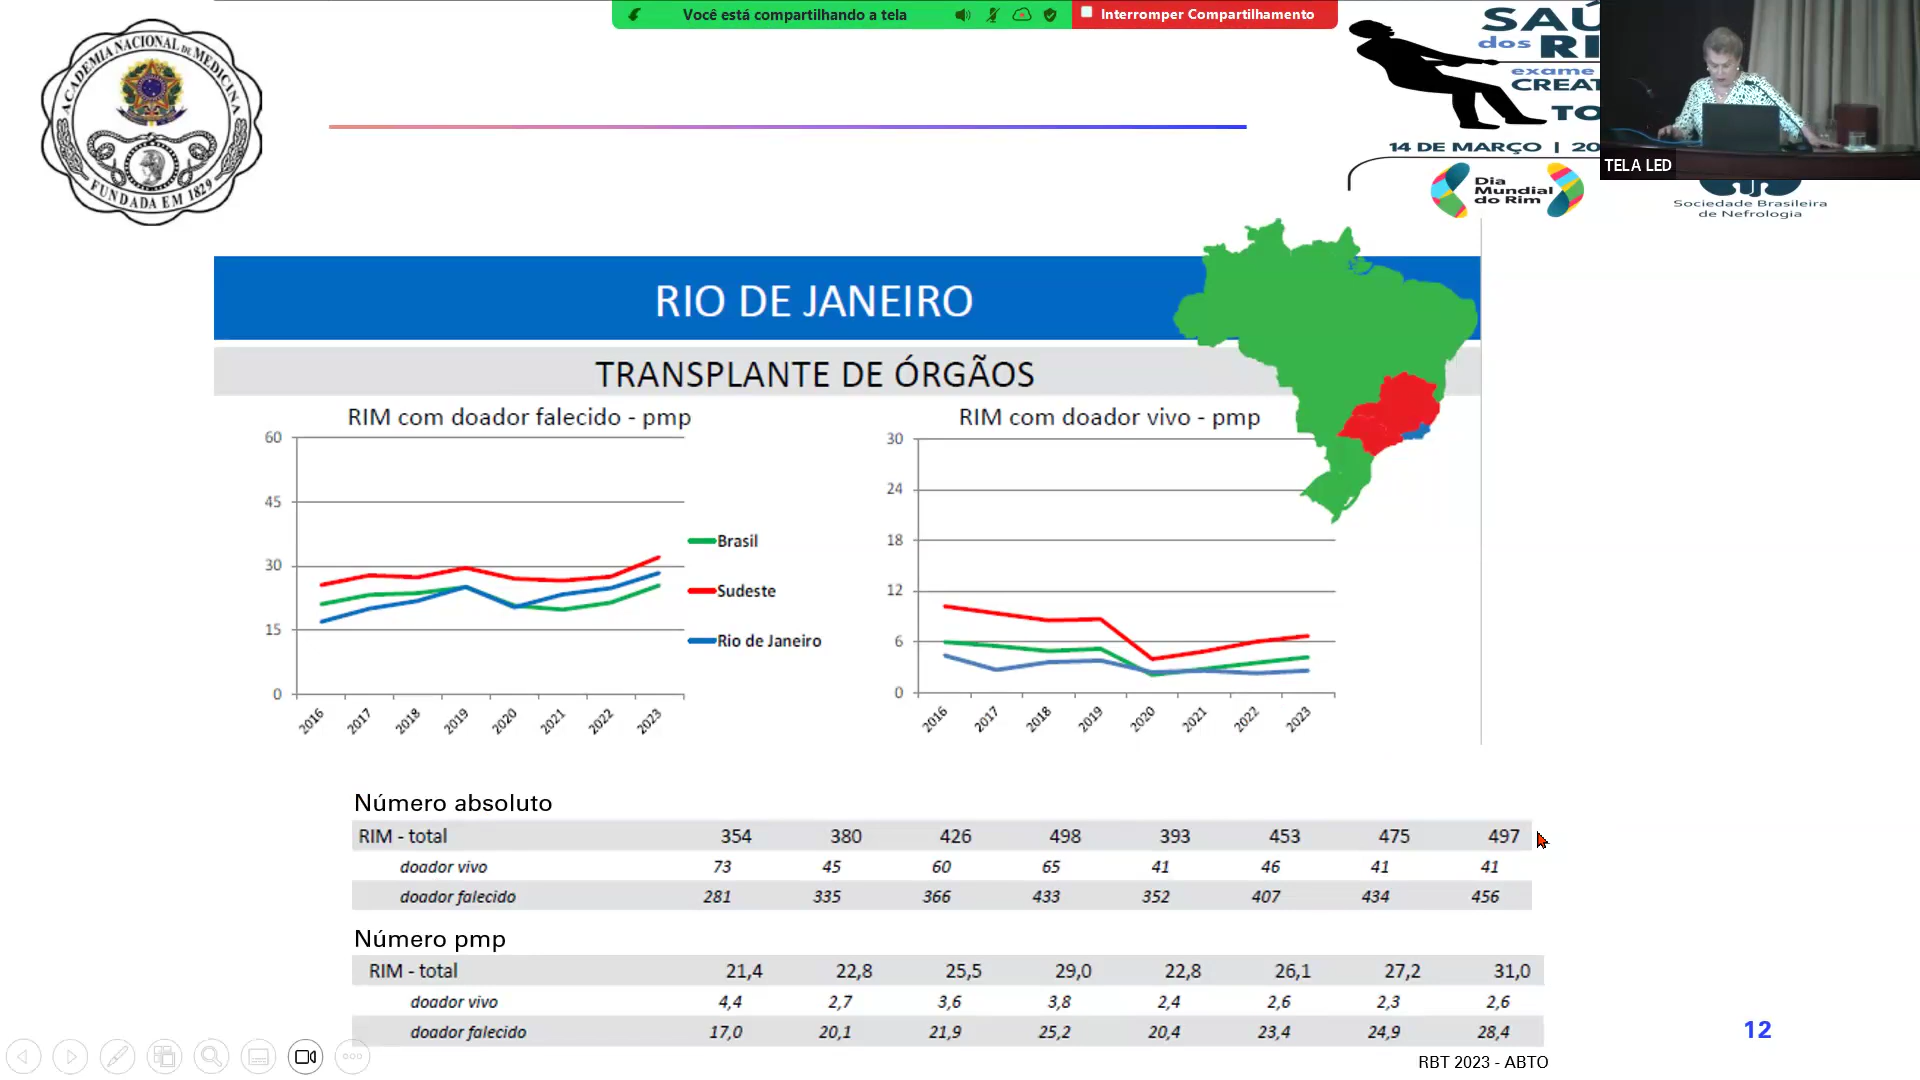 Você está compartilhando a tela
Interromper Compartilhamento
ACADEMIA NACIONAL DE MEDICINA
FUNDADA EM 1829
SAÚ
dos RI
exame
CREAT
TO
14 DE MARÇO | 20
Dia
Mundial
do Rim
TELA LED
Sociedade Brasileira
de Nefrologia
RIO DE JANEIRO
TRANSPLANTE DE ÓRGÃOS
RIM com doador falecido - pmp
60
45
30
15
0
2016 2017 2018 2019 2020 2021 2022 2023
Brasil
Sudeste
Rio de Janeiro
RIM com doador vivo - pmp
30
24
18
12
6
0
2016 2017 2018 2019 2020 2021 2022 2023
Número absoluto
RIM - total 354 380 426 498 393 453 475 497
doador vivo 73 45 60 65 41 46 41 41
doador falecido 281 335 366 433 352 407 434 456
Número pmp
RIM - total 21,4 22,8 25,5 29,0 22,8 26,1 27,2 31,0
doador vivo 4,4 2,7 3,6 3,8 2,4 2,6 2,3 2,6
doador falecido 17,0 20,1 21,9 25,2 20,4 23,4 24,9 28,4
12
RBT 2023 - ABTO